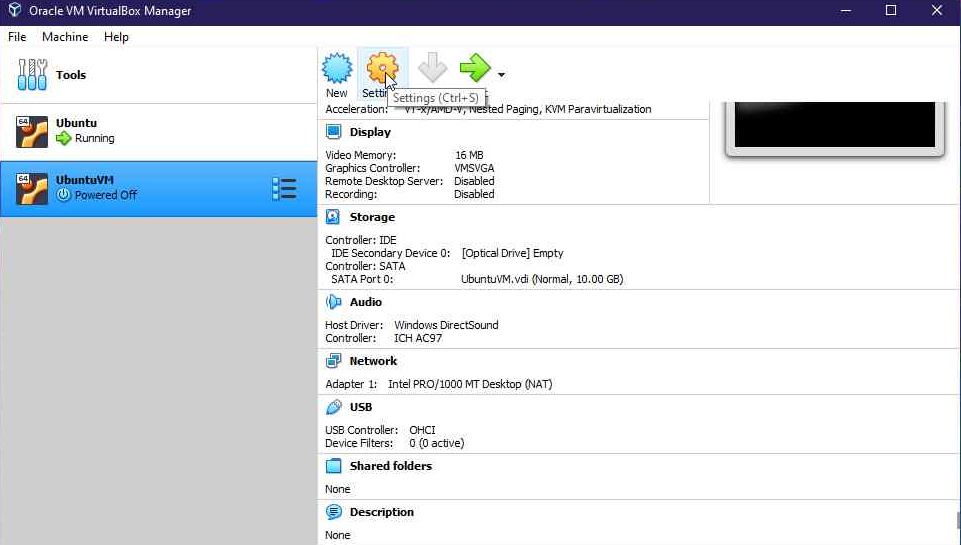 Oracle VM VirtualBox Manager
File Machine Help
Tools
New
Settin
Settings (Ctrl+S)
64
Ubuntu
Running
64
UbuntuVM
Powered Off
Acceleration: VT-x/AMD-V, Nested Paging, KVM Paravirtualization
Display
Video Memory: 16 MB
Graphics Controller: VMSVGA
Remote Desktop Server: Disabled
Recording: Disabled
Storage
Controller: IDE
IDE Secondary Device 0: [Optical Drive] Empty
Controller: SATA
SATA Port 0: UbuntuVM.vdi (Normal, 10.00 GB)
Audio
Host Driver: Windows DirectSound
Controller: ICH AC97
Network
Adapter 1: Intel PRO/1000 MT Desktop (NAT)
USB
USB Controller: OHCI
Device Filters: 0 (0 active)
Shared folders
None
Description
None